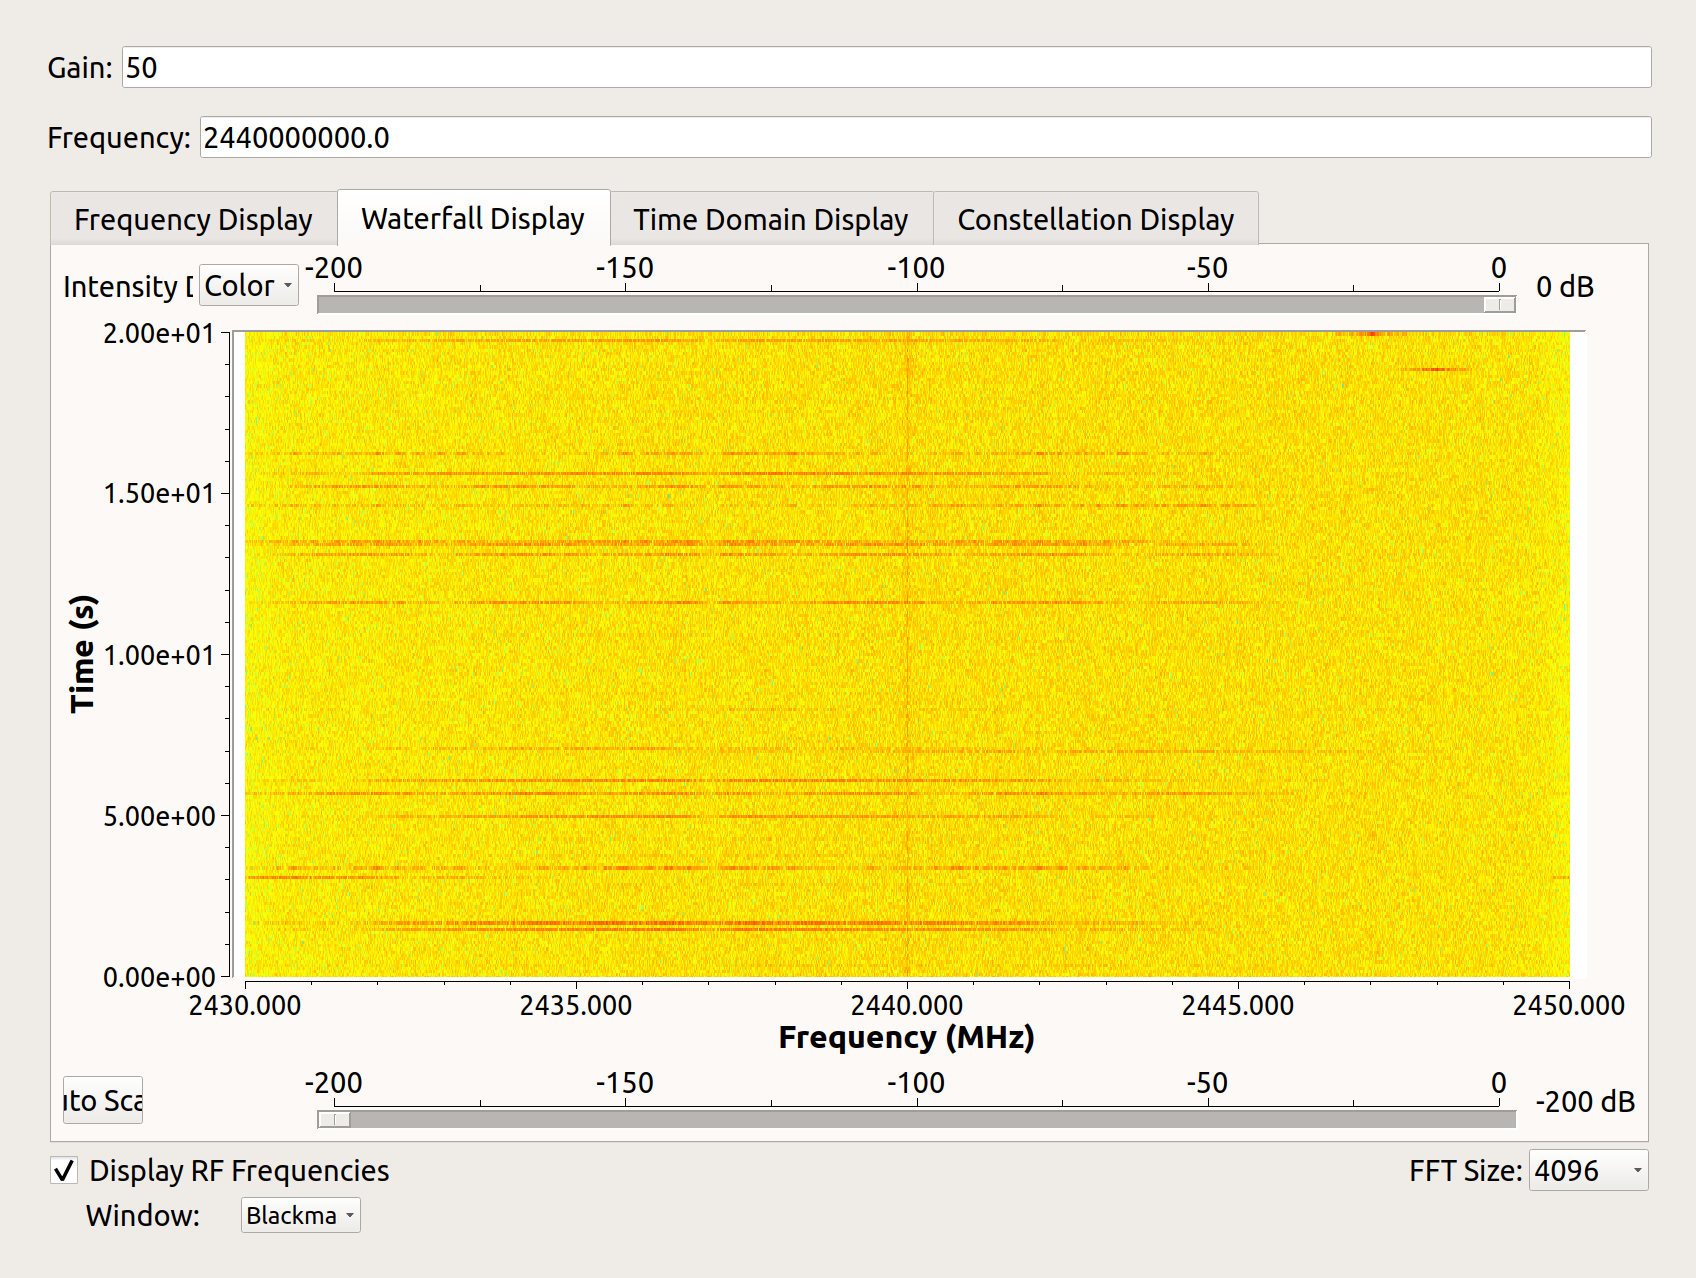 Gain: 50
Frequency: 2440000000.0
Frequency Display Waterfall Display Time Domain Display Constellation Display
-200 -150 -100 -50 0
Intensity D Color 0 dB
2.00e+01
1.50e+01
1.00e+01
5.00e+00
0.00e+00
Time (s)
2430.000 2435.000 2440.000 2445.000 2450.000
Frequency (MHz)
-200 -150 -100 -50 0
uto Sca -200 dB
Display RF Frequencies FFT Size: 4096
Window: Blackma